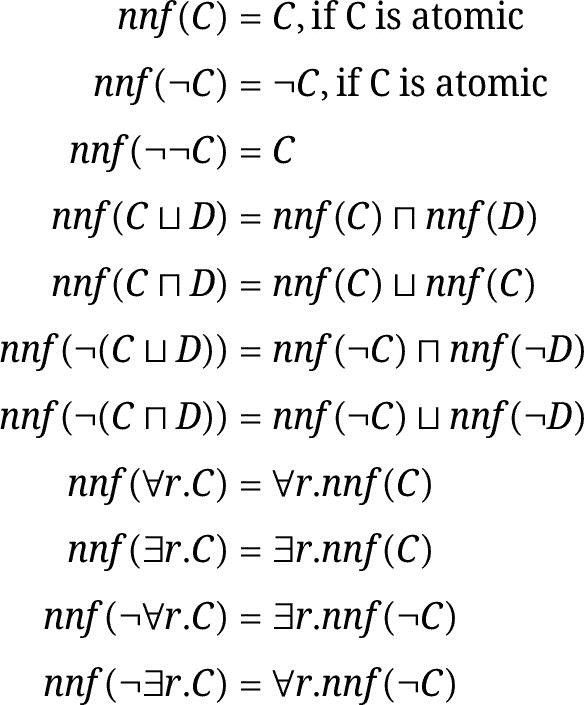 nnf(C) = C, if C is atomic
nnf(¬C) = ¬C, if C is atomic
nnf(¬¬C) = C
nnf(C ⊔ D) = nnf(C) ⊓ nnf(D)
nnf(C ⊓ D) = nnf(C) ⊔ nnf(C)
nnf(¬(C ⊔ D)) = nnf(¬C) ⊓ nnf(¬D)
nnf(¬(C ⊓ D)) = nnf(¬C) ⊔ nnf(¬D)
nnf(∀r.C) = ∀r.nnf(C)
nnf(∃r.C) = ∃r.nnf(C)
nnf(¬∀r.C) = ∃r.nnf(¬C)
nnf(¬∃r.C) = ∀r.nnf(¬C)